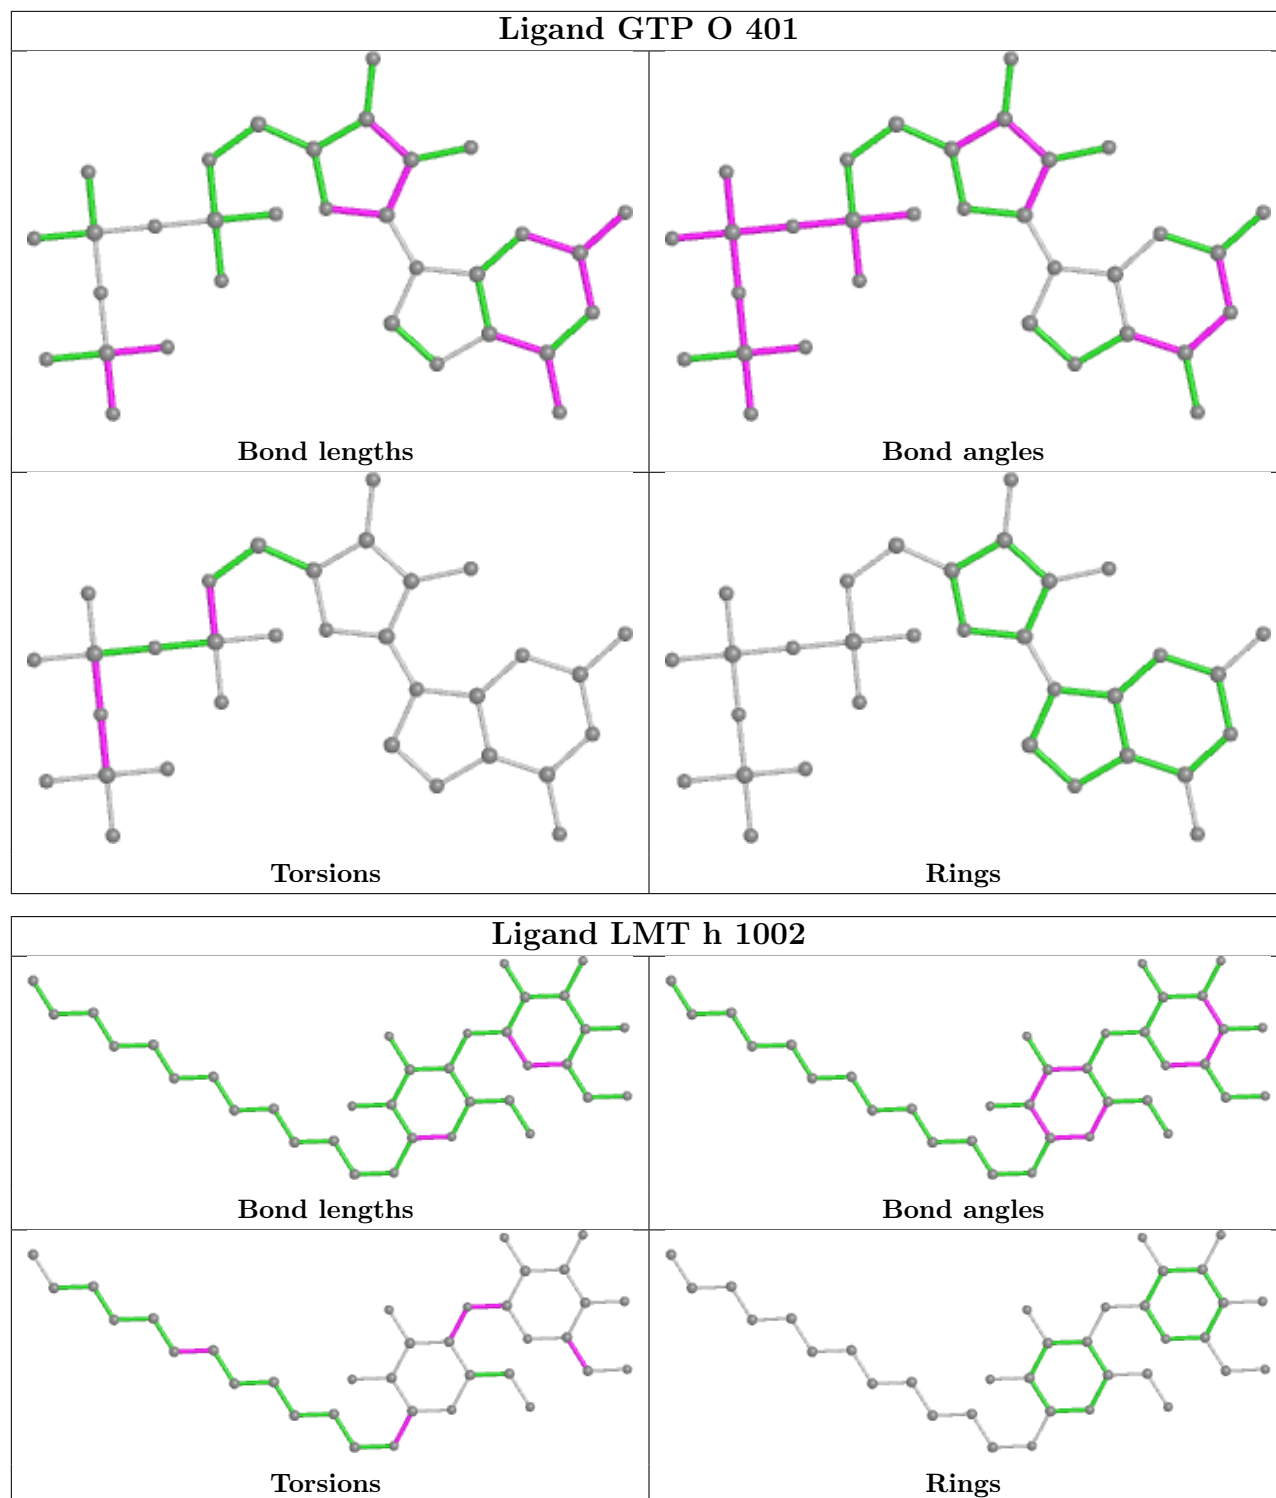 Ligand GTP O 401
Bond lengths
Bond angles
Torsions
Rings
Ligand LMT h 1002
Bond lengths
Bond angles
Torsions
Rings